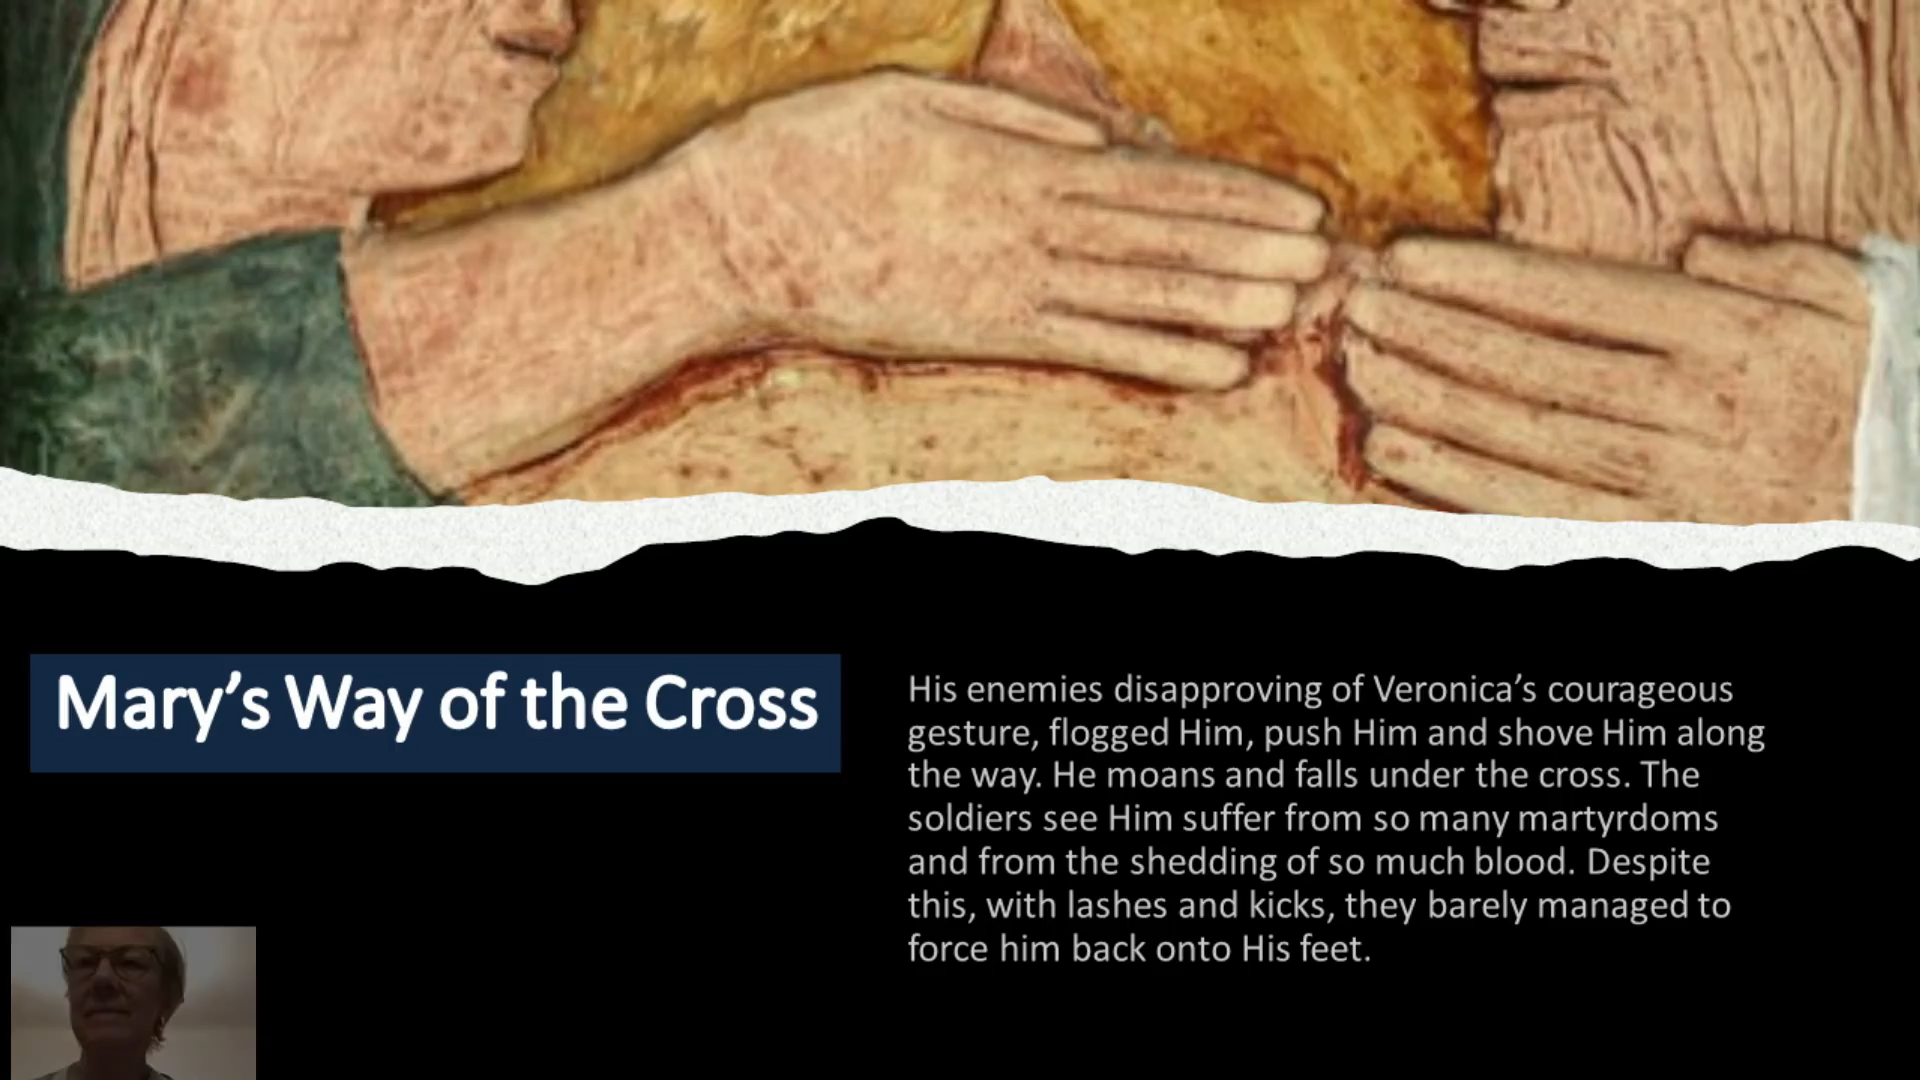 Mary’s Way of the Cross
His enemies disapproving of Veronica’s courageous
gesture, flogged Him, push Him and shove Him along
the way. He moans and falls under the cross. The
soldiers see Him suffer from so many martyrdoms
and from the shedding of so much blood. Despite
this, with lashes and kicks, they barely managed to
force him back onto His feet.